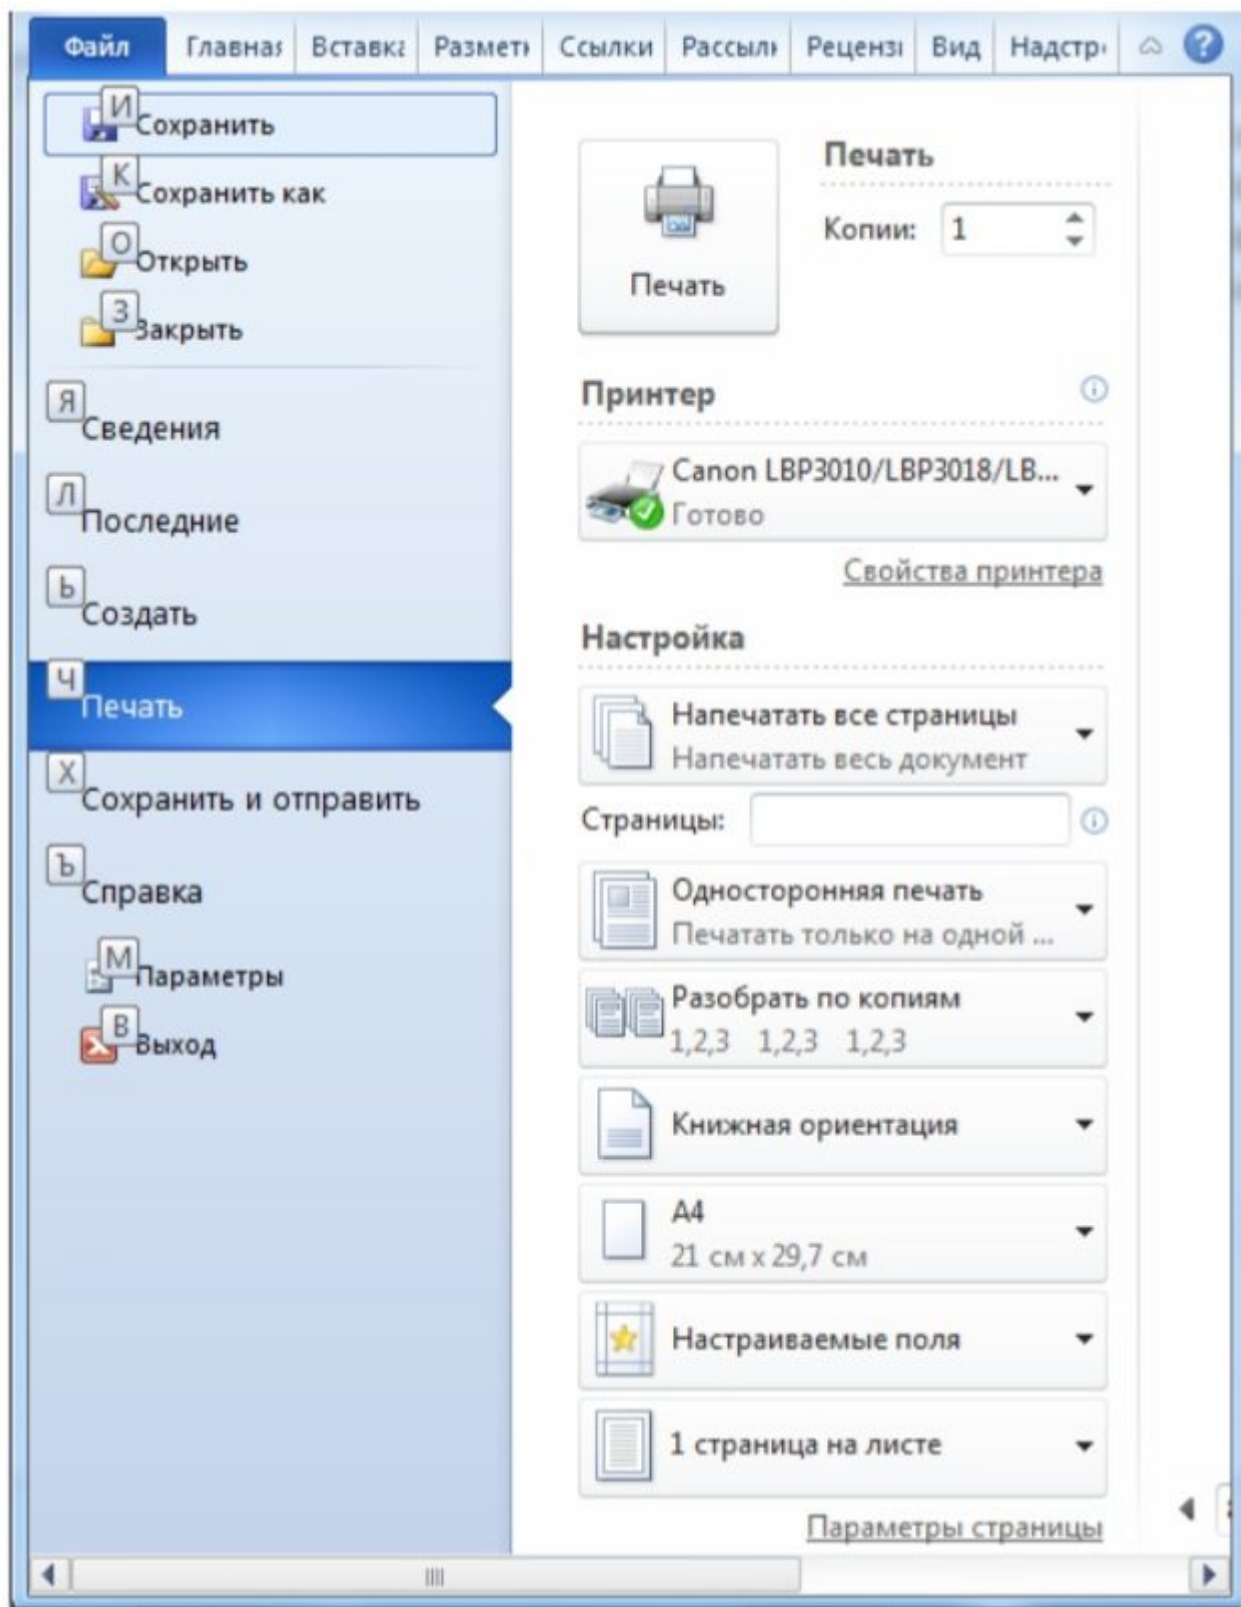 Файл Главная Вставка Разметк Ссылки Рассылк Рецензи Вид Надстр
И Сохранить
К Сохранить как
О Открыть
З Закрыть
Я Сведения
Л Последние
Ь Создать
Ч Печать
Х Сохранить и отправить
Ъ Справка
М Параметры
В Выход
Печать
Печать
Копии: 1
Принтер
Canon LBP3010/LBP3018/LB...
Готово
Свойства принтера
Настройка
Напечатать все страницы
Напечатать весь документ
Страницы:
Односторонняя печать
Печатать только на одной ...
Разобрать по копиям
1,2,3 1,2,3 1,2,3
Книжная ориентация
A4
21 см x 29,7 см
Настраиваемые поля
1 страница на листе
Параметры страницы